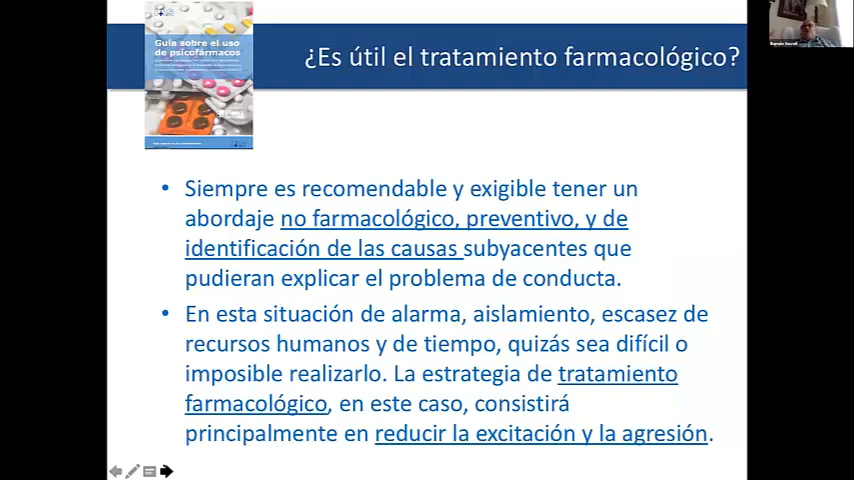 Guía sobre el uso
de psicofármacos
¿Es útil el tratamiento farmacológico?
• Siempre es recomendable y exigible tener un
abordaje no farmacológico, preventivo, y de
identificación de las causas subyacentes que
pudieran explicar el problema de conducta.
• En esta situación de alarma, aislamiento, escasez de
recursos humanos y de tiempo, quizás sea difícil o
imposible realizarlo. La estrategia de tratamiento
farmacológico, en este caso, consistirá
principalmente en reducir la excitación y la agresión.